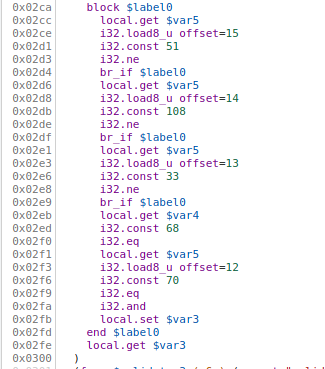 0x02ca block $label0
0x02cc local.get $var5
0x02ce i32.load8_u offset=15
0x02d1 i32.const 51
0x02d3 i32.ne
0x02d4 br_if $label0
0x02d6 local.get $var5
0x02d8 i32.load8_u offset=14
0x02db i32.const 108
0x02de i32.ne
0x02df br_if $label0
0x02e1 local.get $var5
0x02e3 i32.load8_u offset=13
0x02e6 i32.const 33
0x02e8 i32.ne
0x02e9 br_if $label0
0x02eb local.get $var4
0x02ed i32.const 68
0x02f0 i32.eq
0x02f1 local.get $var5
0x02f3 i32.load8_u offset=12
0x02f6 i32.const 70
0x02f9 i32.eq
0x02fa i32.and
0x02fb local.set $var3
0x02fd end $label0
0x02fe local.get $var3
0x0300 )